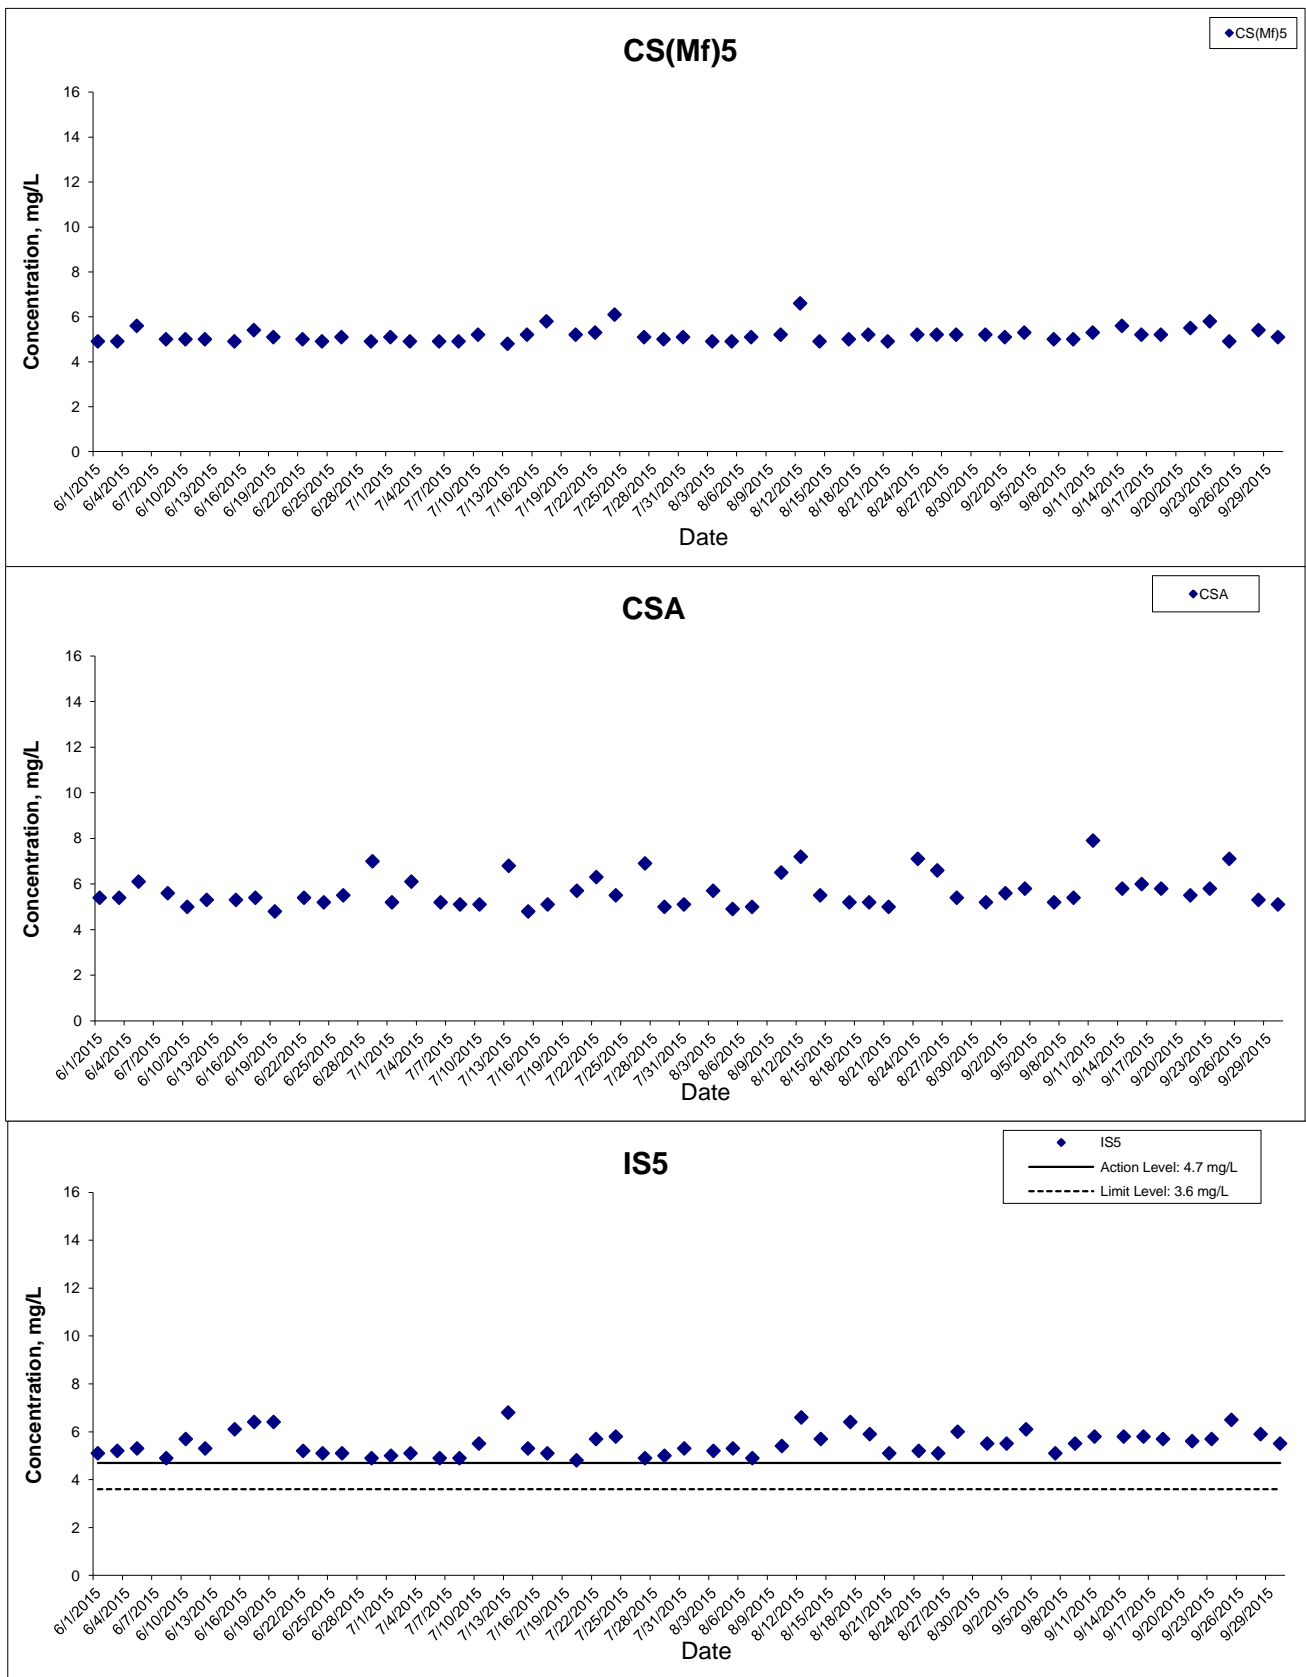 CS(Mf)5
CS(Mf)5
Concentration, mg/L
16
14
12
10
8
6
4
2
0
6/1/2015 6/4/2015 6/7/2015 6/10/2015 6/13/2015 6/16/2015 6/19/2015 6/22/2015 6/25/2015 6/28/2015 7/1/2015 7/4/2015 7/7/2015 7/10/2015 7/13/2015 7/16/2015 7/19/2015 7/22/2015 7/25/2015 7/28/2015 7/31/2015 8/3/2015 8/6/2015 8/9/2015 8/12/2015 8/15/2015 8/18/2015 8/21/2015 8/24/2015 8/27/2015 8/30/2015 9/2/2015 9/5/2015 9/8/2015 9/11/2015 9/14/2015 9/17/2015 9/20/2015 9/23/2015 9/26/2015 9/29/2015
Date
CSA
CSA
Concentration, mg/L
16
14
12
10
8
6
4
2
0
6/1/2015 6/4/2015 6/7/2015 6/10/2015 6/13/2015 6/16/2015 6/19/2015 6/22/2015 6/25/2015 6/28/2015 7/1/2015 7/4/2015 7/7/2015 7/10/2015 7/13/2015 7/16/2015 7/19/2015 7/22/2015 7/25/2015 7/28/2015 7/31/2015 8/3/2015 8/6/2015 8/9/2015 8/12/2015 8/15/2015 8/18/2015 8/21/2015 8/24/2015 8/27/2015 8/30/2015 9/2/2015 9/5/2015 9/8/2015 9/11/2015 9/14/2015 9/17/2015 9/20/2015 9/23/2015 9/26/2015 9/29/2015
Date
IS5
IS5
Action Level: 4.7 mg/L
Limit Level: 3.6 mg/L
Concentration, mg/L
16
14
12
10
8
6
4
2
0
6/1/2015 6/4/2015 6/7/2015 6/10/2015 6/13/2015 6/16/2015 6/19/2015 6/22/2015 6/25/2015 6/28/2015 7/1/2015 7/4/2015 7/7/2015 7/10/2015 7/13/2015 7/16/2015 7/19/2015 7/22/2015 7/25/2015 7/28/2015 7/31/2015 8/3/2015 8/6/2015 8/9/2015 8/12/2015 8/15/2015 8/18/2015 8/21/2015 8/24/2015 8/27/2015 8/30/2015 9/2/2015 9/5/2015 9/8/2015 9/11/2015 9/14/2015 9/17/2015 9/20/2015 9/23/2015 9/26/2015 9/29/2015
Date